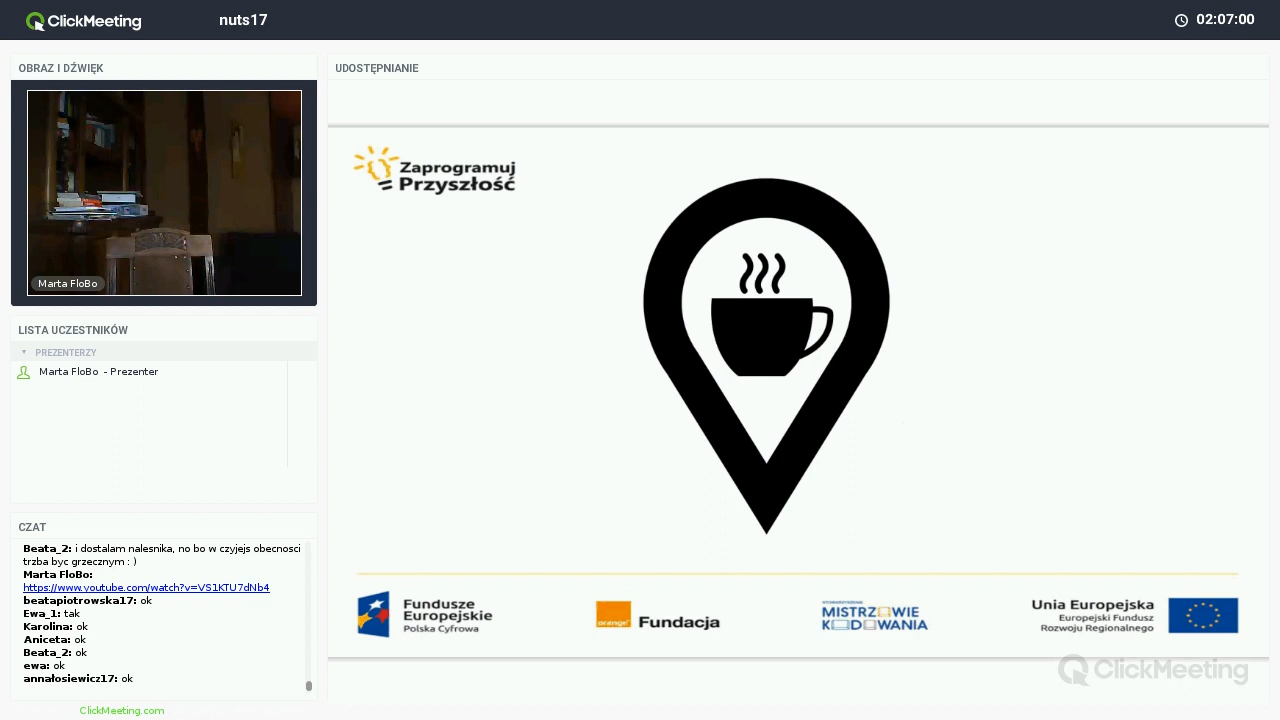 ClickMeeting
nuts17
02:07:00
OBRAZ I DŹWIĘK
Marta FloBo
LISTA UCZESTNIKÓW
PREZENTERZY
Marta FloBo - Prezenter
CZAT
Beata_2: i dostalam nalesnika, no bo w czyjejs obecnosci
trzba byc grzecznym : )
Marta FloBo:
https://www.youtube.com/watch?v=VS1KTU7dNb4
beatapiotrowska17: ok
Ewa_1: tak
Karolina: ok
Aniceta: ok
Beata_2: ok
ewa: ok
annałosiewicz17: ok
ClickMeeting.com
UDOSTĘPNIANIE
Zaprogramuj
Przyszłość
Fundusze
Europejskie
Polska Cyfrowa
orange
Fundacja
STOWARZYSZENIE
MISTRZOWIE
KODOWANIA
Unia Europejska
Europejski Fundusz
Rozwoju Regionalnego
ClickMeeting